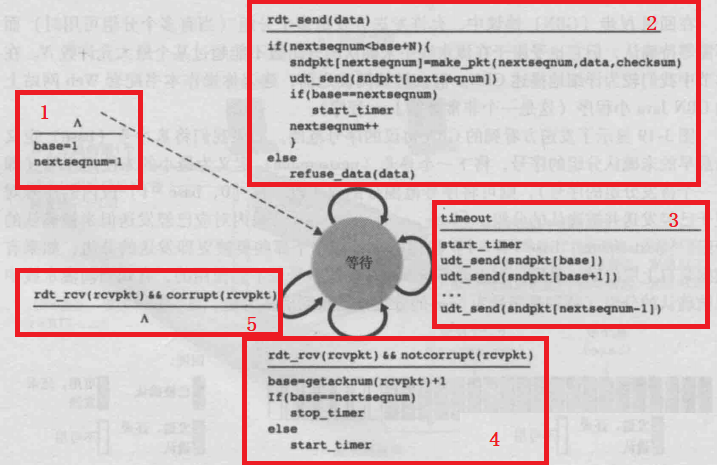 2
rdt_send(data)
if(nextseqnum<base+N){
sndpkt[nextseqnum]=make_pkt(nextseqnum,data,checksum)
udt_send(sndpkt[nextseqnum])
if(base==nextseqnum)
start_timer
nextseqnum++
}
else
refuse_data(data)
1
Λ
base=1
nextseqnum=1
3
timeout
start_timer
udt_send(sndpkt[base])
udt_send(sndpkt[base+1])
...
udt_send(sndpkt[nextseqnum-1])
等待
rdt_rcv(rcvpkt) && corrupt(rcvpkt)
Λ
5
rdt_rcv(rcvpkt) && notcorrupt(rcvpkt)
base=getacknum(rcvpkt)+1
If(base==nextseqnum)
stop_timer
else
start_timer
4